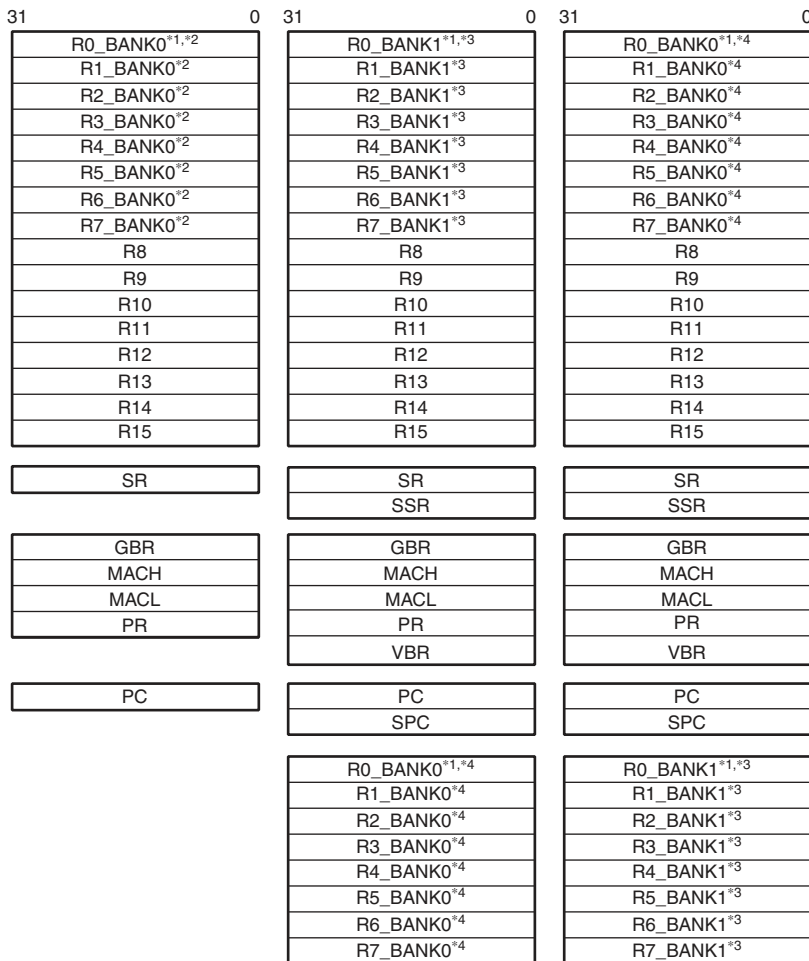 31 0 31 0 31 0
R0_BANK0*1,*2 R0_BANK1*1,*3 R0_BANK0*1,*4
R1_BANK0*2 R1_BANK1*3 R1_BANK0*4
R2_BANK0*2 R2_BANK1*3 R2_BANK0*4
R3_BANK0*2 R3_BANK1*3 R3_BANK0*4
R4_BANK0*2 R4_BANK1*3 R4_BANK0*4
R5_BANK0*2 R5_BANK1*3 R5_BANK0*4
R6_BANK0*2 R6_BANK1*3 R6_BANK0*4
R7_BANK0*2 R7_BANK1*3 R7_BANK0*4
R8 R8 R8
R9 R9 R9
R10 R10 R10
R11 R11 R11
R12 R12 R12
R13 R13 R13
R14 R14 R14
R15 R15 R15
SR SR SR
SSR SSR
GBR GBR GBR
MACH MACH MACH
MACL MACL MACL
PR PR PR
VBR VBR
PC PC PC
SPC SPC
R0_BANK0*1,*4 R0_BANK1*1,*3
R1_BANK0*4 R1_BANK1*3
R2_BANK0*4 R2_BANK1*3
R3_BANK0*4 R3_BANK1*3
R4_BANK0*4 R4_BANK1*3
R5_BANK0*4 R5_BANK1*3
R6_BANK0*4 R6_BANK1*3
R7_BANK0*4 R7_BANK1*3